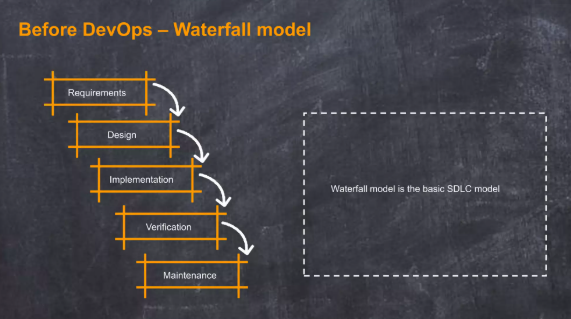 Before DevOps – Waterfall model
Requirements
Design
Implementation
Verification
Maintenance
Waterfall model is the basic SDLC model